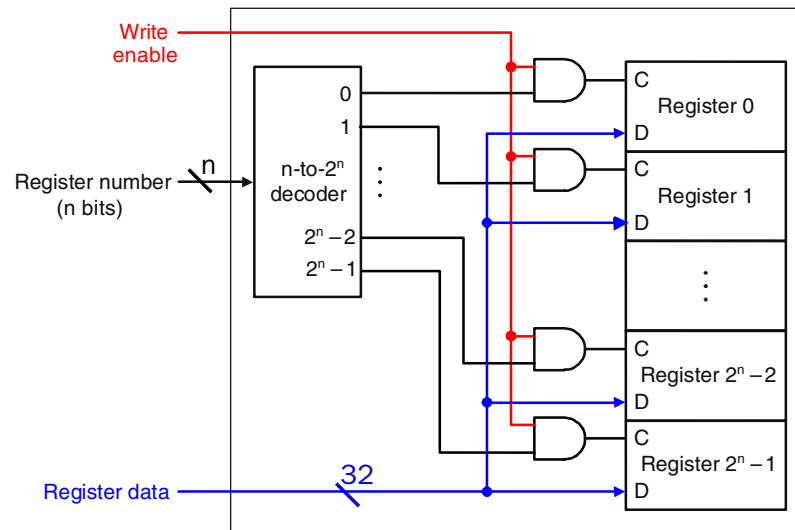 Write
enable
0
1
n-to-2ⁿ
decoder
⋮
2ⁿ–2
2ⁿ–1
n
Register number
(n bits)
C
Register 0
D
C
Register 1
D
⋮
C
Register 2ⁿ–2
D
C
Register 2ⁿ–1
D
32
Register data